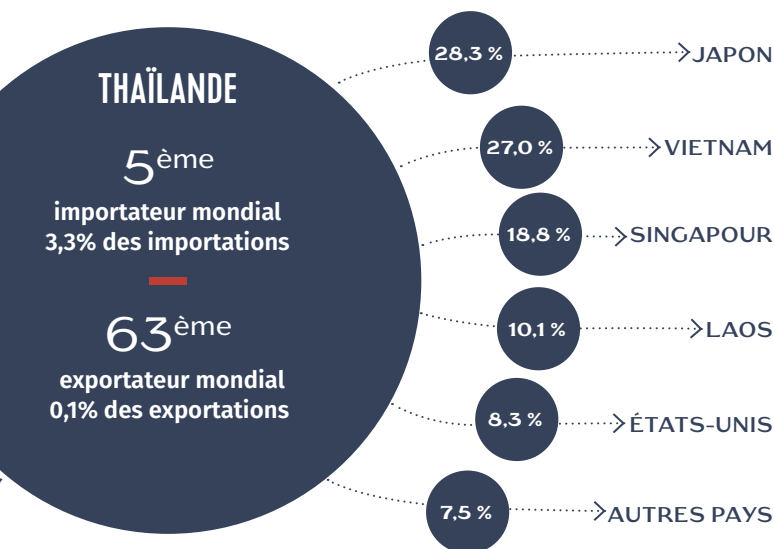 THAÏLANDE
5ème
importateur mondial
3,3% des importations
63ème
exportateur mondial
0,1% des exportations
28,3 %
JAPON
27,0 %
VIETNAM
18,8 %
SINGAPOUR
10,1 %
LAOS
8,3 %
ÉTATS-UNIS
7,5 %
AUTRES PAYS